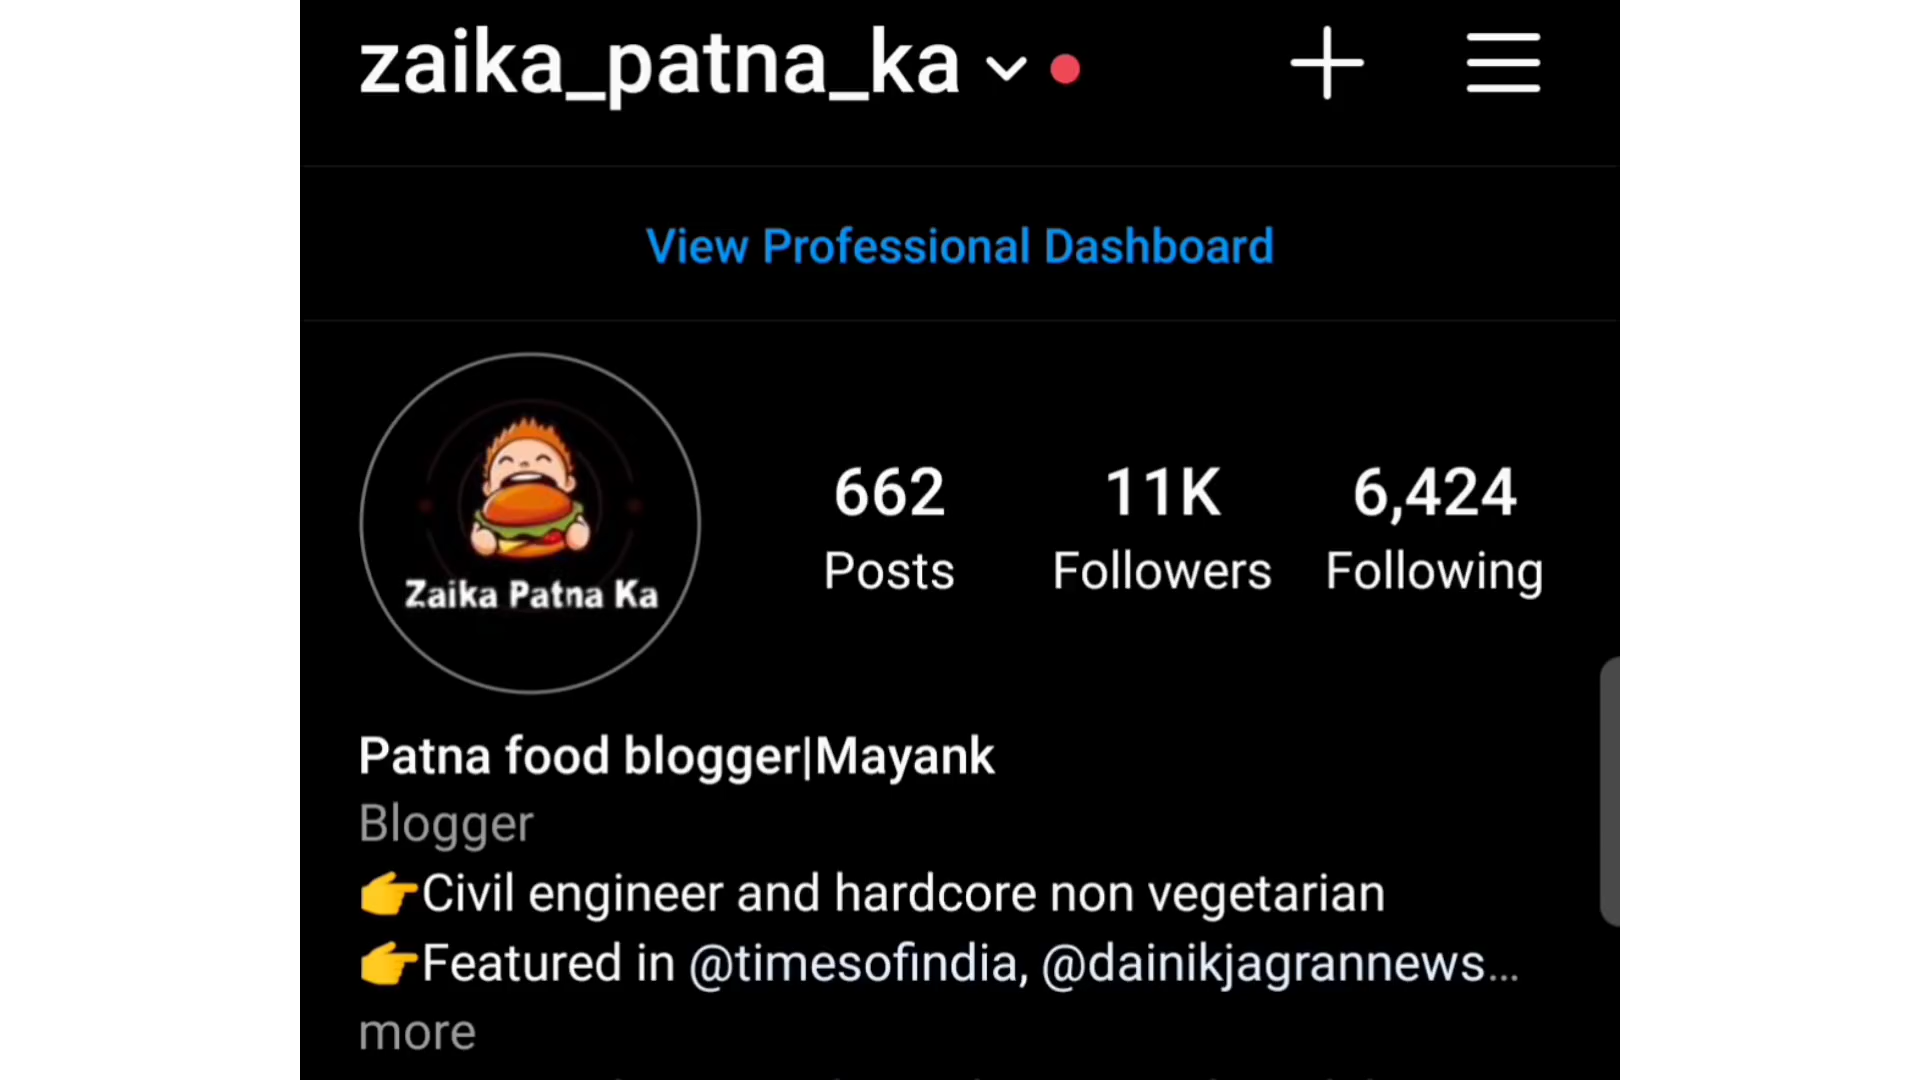 zaika_patna_ka
View Professional Dashboard
Zaika Patna Ka
662 11K 6,424
Posts Followers Following
Patna food blogger|Mayank
Blogger
👉Civil engineer and hardcore non vegetarian
👉Featured in @timesofindia, @dainikjagrannews...
more